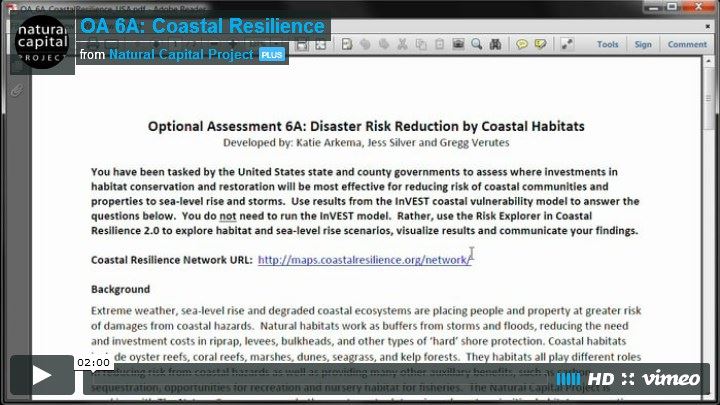 OA 6A: Coastal Resilience
from Natural Capital Project PLUS
natural
capital
PROJECT
Tools Sign Comment
Optional Assessment 6A: Disaster Risk Reduction by Coastal Habitats
Developed by: Katie Arkema, Jess Silver and Gregg Verutes
You have been tasked by the United States state and county governments to assess where investments in
habitat conservation and restoration will be most effective for reducing risk of coastal communities and
properties to sea-level rise and storms. Use results from the InVEST coastal vulnerability model to answer the
questions below. You do not need to run the InVEST model. Rather, use the Risk Explorer in Coastal
Resilience 2.0 to explore habitat and sea-level rise scenarios, visualize results and communicate your findings.
Coastal Resilience Network URL: http://maps.coastalresilience.org/network/
Background
Extreme weather, sea-level rise and degraded coastal ecosystems are placing people and property at greater risk
of damages from coastal hazards. Natural habitats work as buffers from storms and floods, reducing the need
and investment costs in riprap, levees, bulkheads, and other types of 'hard' shore protection. Coastal habitats
de oyster reefs, coral reefs, marshes, dunes, seagrass, and kelp forests. They habitats all play different roles
in reducing risk from coastal hazards as well as providing many other auxiliary benefits, such as
sequestration, opportunities for recreation and nursery habitat for fisheries. The Natural Capital Project is
02:00
HD vimeo